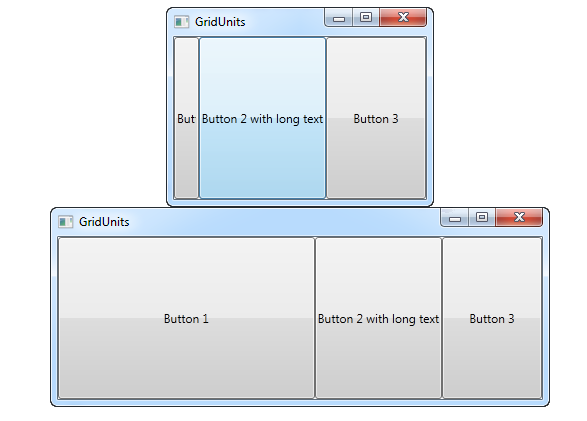 GridUnits
But
Button 2 with long text
Button 3
GridUnits
Button 1
Button 2 with long text
Button 3